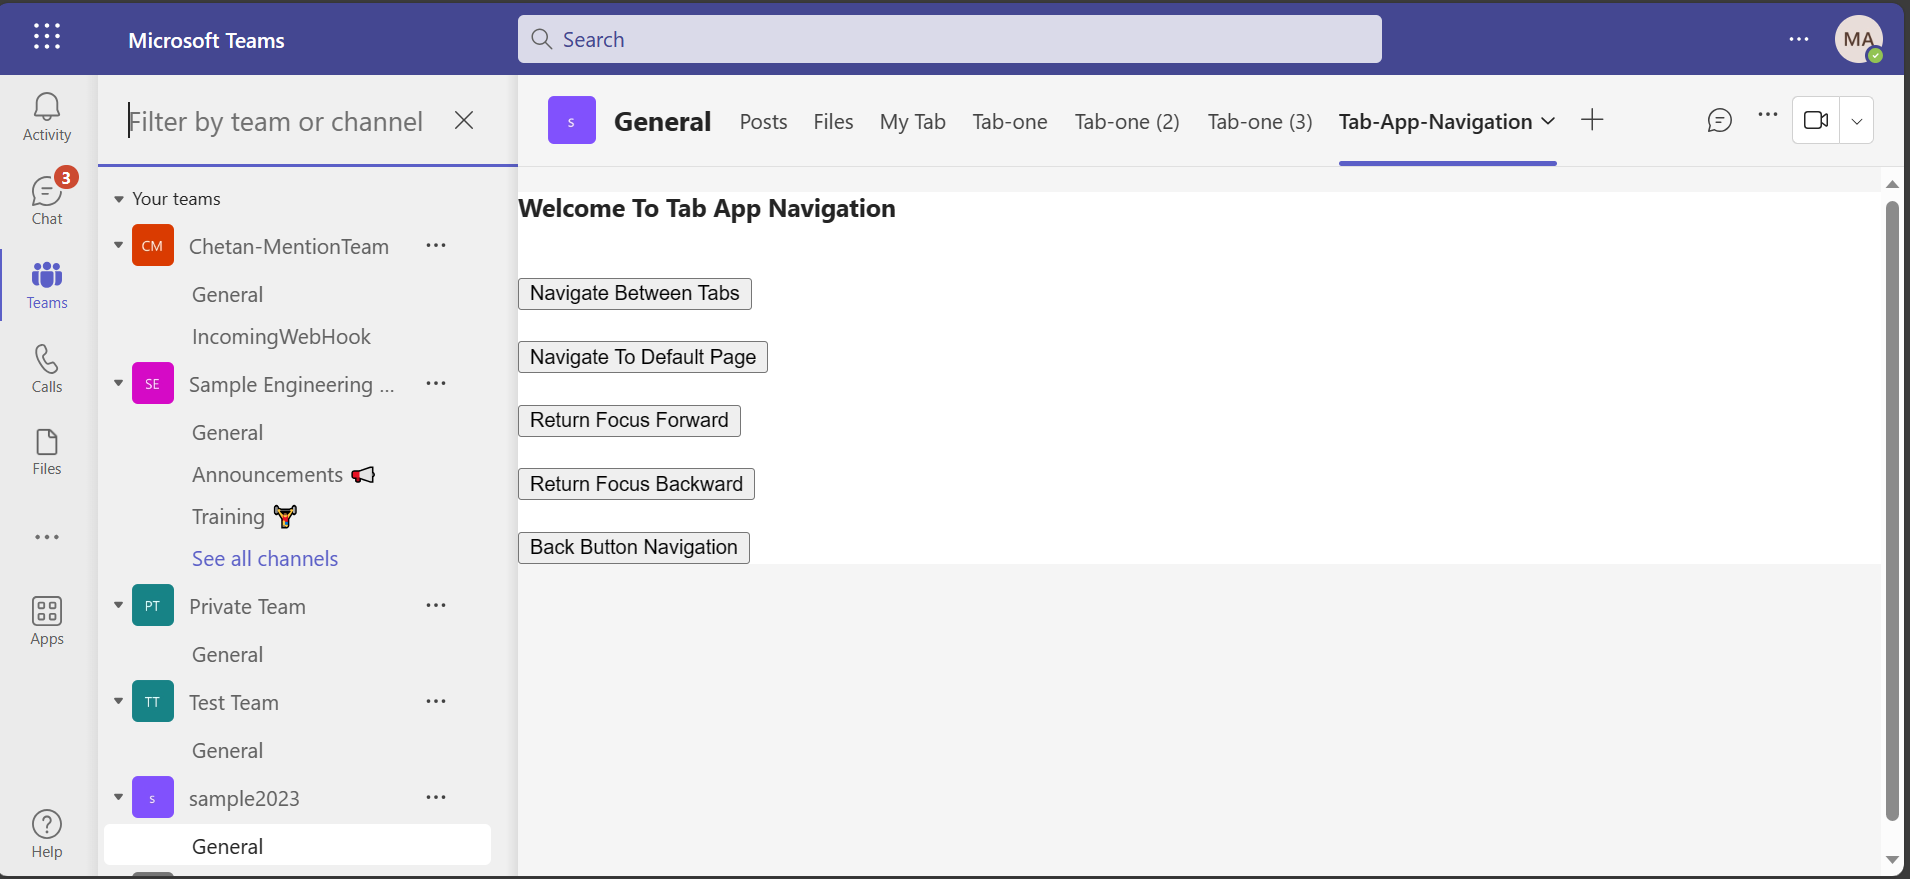 Microsoft Teams
Search
MA
Activity
3
Chat
Teams
Calls
Files
Apps
Help
Filter by team or channel
Your teams
CM Chetan-MentionTeam
General
IncomingWebHook
SE Sample Engineering ...
General
Announcements
Training
See all channels
PT Private Team
General
TT Test Team
General
s sample2023
General
s General Posts Files My Tab Tab-one Tab-one (2) Tab-one (3) Tab-App-Navigation
Welcome To Tab App Navigation
Navigate Between Tabs
Navigate To Default Page
Return Focus Forward
Return Focus Backward
Back Button Navigation